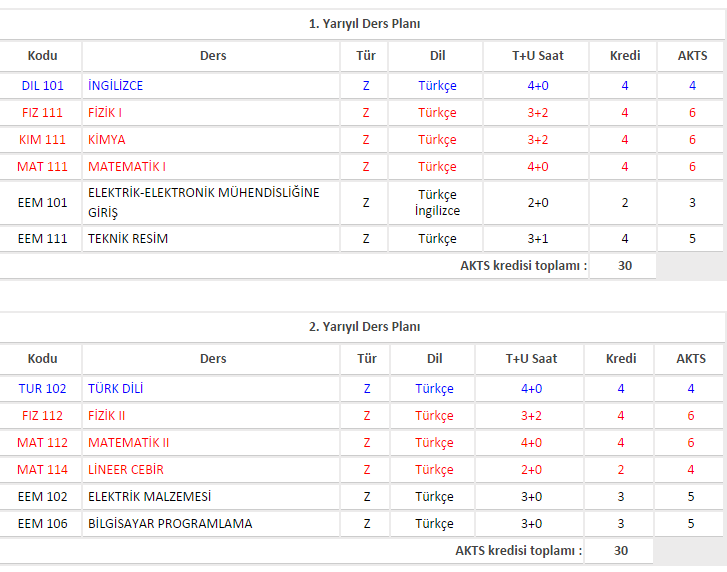 1. Yarıyıl Ders Planı
Kodu Ders Tür Dil T+U Saat Kredi AKTS
DIL 101 İNGİLİZCE Z Türkçe 4+0 4 4
FIZ 111 FİZİK I Z Türkçe 3+2 4 6
KIM 111 KİMYA Z Türkçe 3+2 4 6
MAT 111 MATEMATİK I Z Türkçe 4+0 4 6
EEM 101 ELEKTRİK-ELEKTRONİK MÜHENDİSLİĞİNE GİRİŞ Z Türkçe İngilizce 2+0 2 3
EEM 111 TEKNİK RESİM Z Türkçe 3+1 4 5
AKTS kredisi toplamı : 30
2. Yarıyıl Ders Planı
Kodu Ders Tür Dil T+U Saat Kredi AKTS
TUR 102 TÜRK DİLİ Z Türkçe 4+0 4 4
FIZ 112 FİZİK II Z Türkçe 3+2 4 6
MAT 112 MATEMATİK II Z Türkçe 4+0 4 6
MAT 114 LİNEER CEBİR Z Türkçe 2+0 2 4
EEM 102 ELEKTRİK MALZEMESİ Z Türkçe 3+0 3 5
EEM 106 BİLGİSAYAR PROGRAMLAMA Z Türkçe 3+0 3 5
AKTS kredisi toplamı : 30